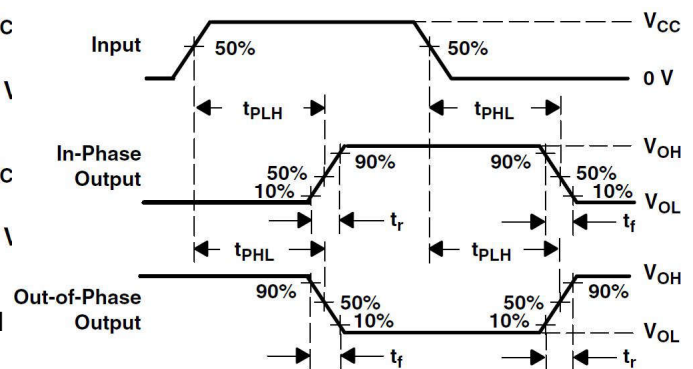 Input
50%
50%
VCC
0 V
tPLH
tPHL
In-Phase
Output
50%
10%
90%
90%
50%
10%
VOH
VOL
tr
tf
tPHL
tPLH
Out-of-Phase
Output
90%
50%
10%
50%
10%
90%
VOH
VOL
tf
tr